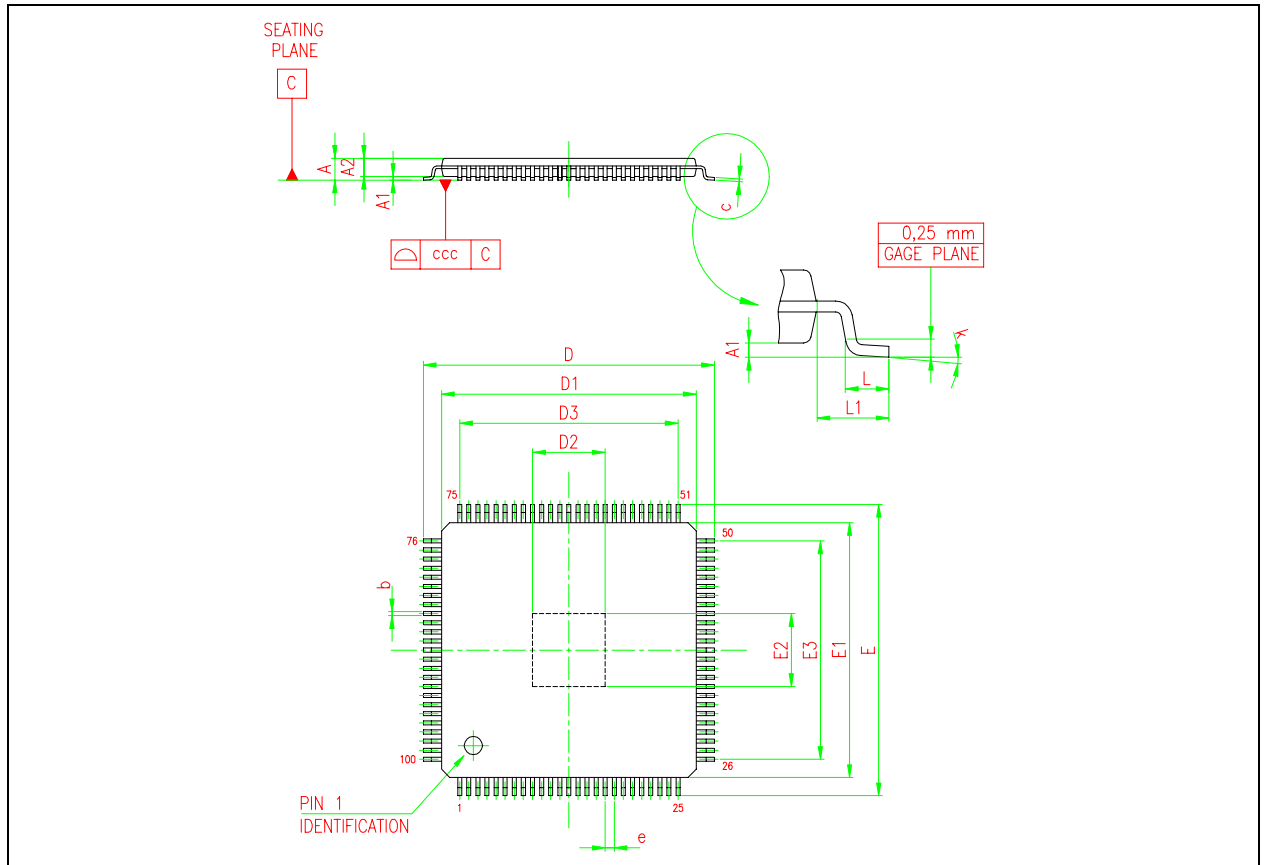 SEATING
PLANE
C
A
A2
A1
c
ccc C
0,25 mm
GAGE PLANE
A1
L
L1
D
D1
D3
D2
75
51
76
50
b
E2
E3
E1
E
100
26
PIN 1
IDENTIFICATION
1
25
e